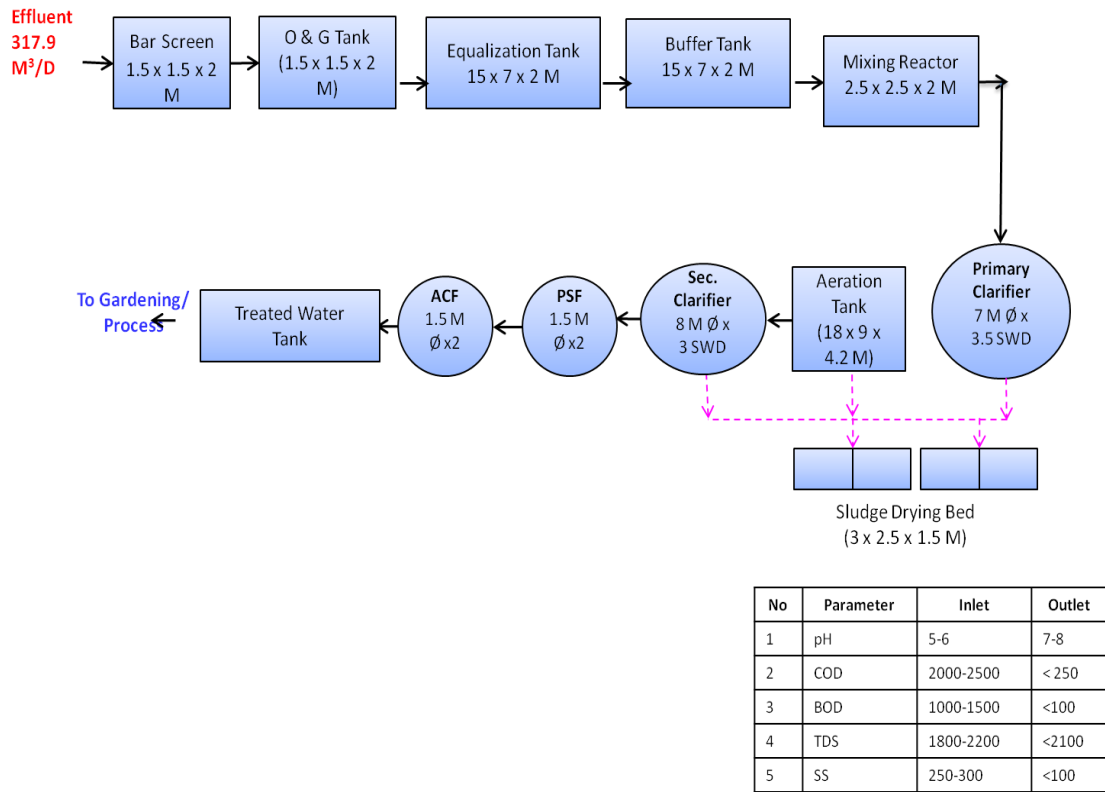 Effluent
317.9
M³/D
Bar Screen
1.5 x 1.5 x 2
M
O & G Tank
(1.5 x 1.5 x 2
M)
Equalization Tank
15 x 7 x 2 M
Buffer Tank
15 x 7 x 2 M
Mixing Reactor
2.5 x 2.5 x 2 M
Primary
Clarifier
7 M Ø x
3.5 SWD
Aeration
Tank
(18 x 9 x
4.2 M)
Sec.
Clarifier
8 M Ø x
3 SWD
PSF
1.5 M
Ø x2
ACF
1.5 M
Ø x2
Treated Water
Tank
To Gardening/
Process
Sludge Drying Bed
(3 x 2.5 x 1.5 M)
No Parameter Inlet Outlet
1 pH 5-6 7-8
2 COD 2000-2500 < 250
3 BOD 1000-1500 <100
4 TDS 1800-2200 <2100
5 SS 250-300 <100